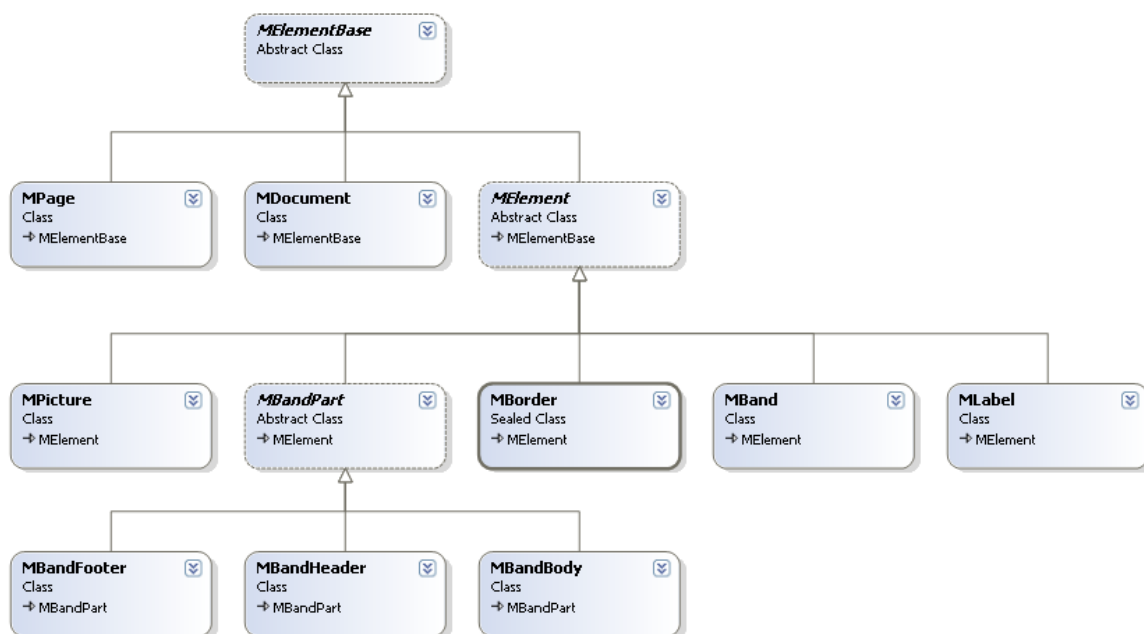 MElementBase
Abstract Class
MPage
Class
MElementBase
MDocument
Class
MElementBase
MElement
Abstract Class
MElementBase
MPicture
Class
MElement
MBandPart
Abstract Class
MElement
MBorder
Sealed Class
MElement
MBand
Class
MElement
MLabel
Class
MElement
MBandFooter
Class
MBandPart
MBandHeader
Class
MBandPart
MBandBody
Class
MBandPart